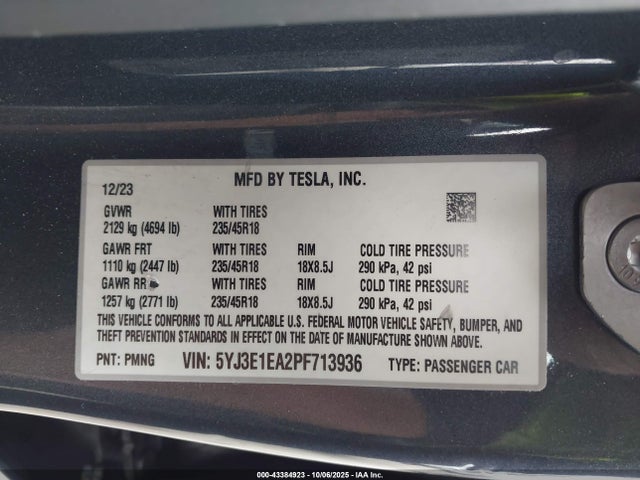 12/23 MFD BY TESLA, INC.
GVWR WITH TIRES
2129 kg (4694 lb) 235/45R18
GAWR FRT WITH TIRES RIM COLD TIRE PRESSURE
1110 kg (2447 lb) 235/45R18 18X8.5J 290 kPa, 42 psi
GAWR RR WITH TIRES RIM COLD TIRE PRESSURE
1257 kg (2771 lb) 235/45R18 18X8.5J 290 kPa, 42 psi
THIS VEHICLE CONFORMS TO ALL APPLICABLE U.S. FEDERAL MOTOR VEHICLE SAFETY, BUMPER, AND
THEFT PREVENTION STANDARDS IN EFFECT ON THE DATE OF MANUFACTURE SHOWN ABOVE.
PNT: PMNG VIN: 5YJ3E1EA2PF713936 TYPE: PASSENGER CAR
000-43384923 - 10/06/2025 - IAA Inc.